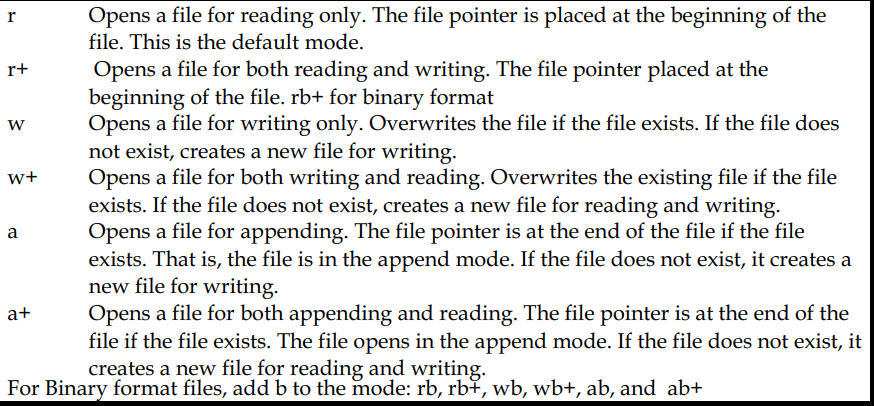 r Opens a file for reading only. The file pointer is placed at the beginning of the
file. This is the default mode.
r+ Opens a file for both reading and writing. The file pointer placed at the
beginning of the file. rb+ for binary format
w Opens a file for writing only. Overwrites the file if the file exists. If the file does
not exist, creates a new file for writing.
w+ Opens a file for both writing and reading. Overwrites the existing file if the file
exists. If the file does not exist, creates a new file for reading and writing.
a Opens a file for appending. The file pointer is at the end of the file if the file
exists. That is, the file is in the append mode. If the file does not exist, it creates a
new file for writing.
a+ Opens a file for both appending and reading. The file pointer is at the end of the
file if the file exists. The file opens in the append mode. If the file does not exist, it
creates a new file for reading and writing.
For Binary format files, add b to the mode: rb, rb+, wb, wb+, ab, and ab+